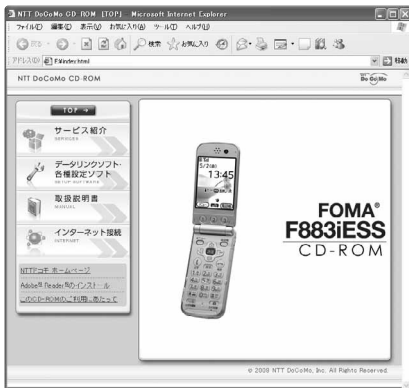 NTT DoCoMo CD-ROM [TOP] - Microsoft Internet Explorer
ファイル(F) 編集(E) 表示(V) お気に入り(A) ツール(T) ヘルプ(H)
戻る 検索 お気に入り
アドレス(D) F:¥index.html 移動
NTT DoCoMo CD-ROM
DoCoMo
TOP →
サービス紹介
SERVICES
データリンクソフト・
各種設定ソフト
SETUP SOFTWARE
取扱説明書
MANUAL
インターネット接続
INTERNET
NTTドコモ ホームページ
Adobe® Reader®のインストール
このCD-ROMのご利用にあたって
13:45
FOMA®
F883iESS
CD-ROM
© 2008 NTT DoCoMo, Inc. All Rights Reserved.